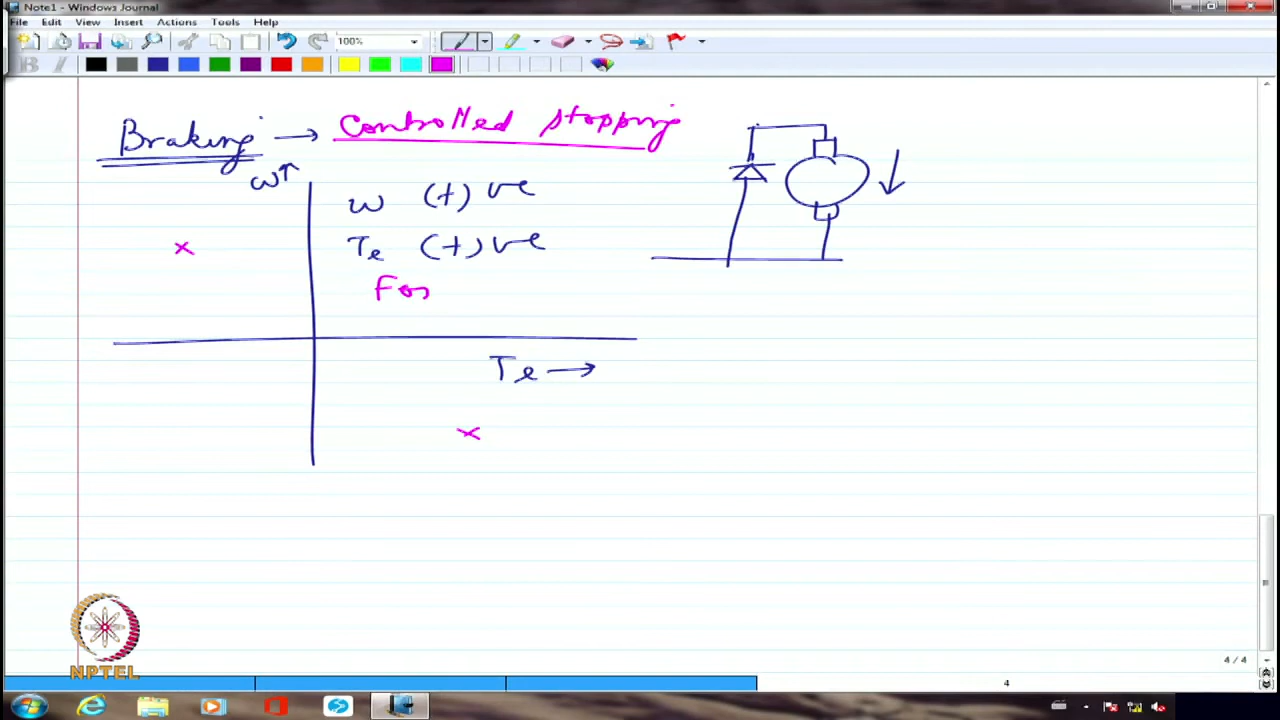 Note1 - Windows Journal
File Edit View Insert Actions Tools Help
100%
B I
Braking → Controlled Stopping
ω↑
ω (+)ve
Te (+)ve
For
Te →
NPTEL
4 / 4
4